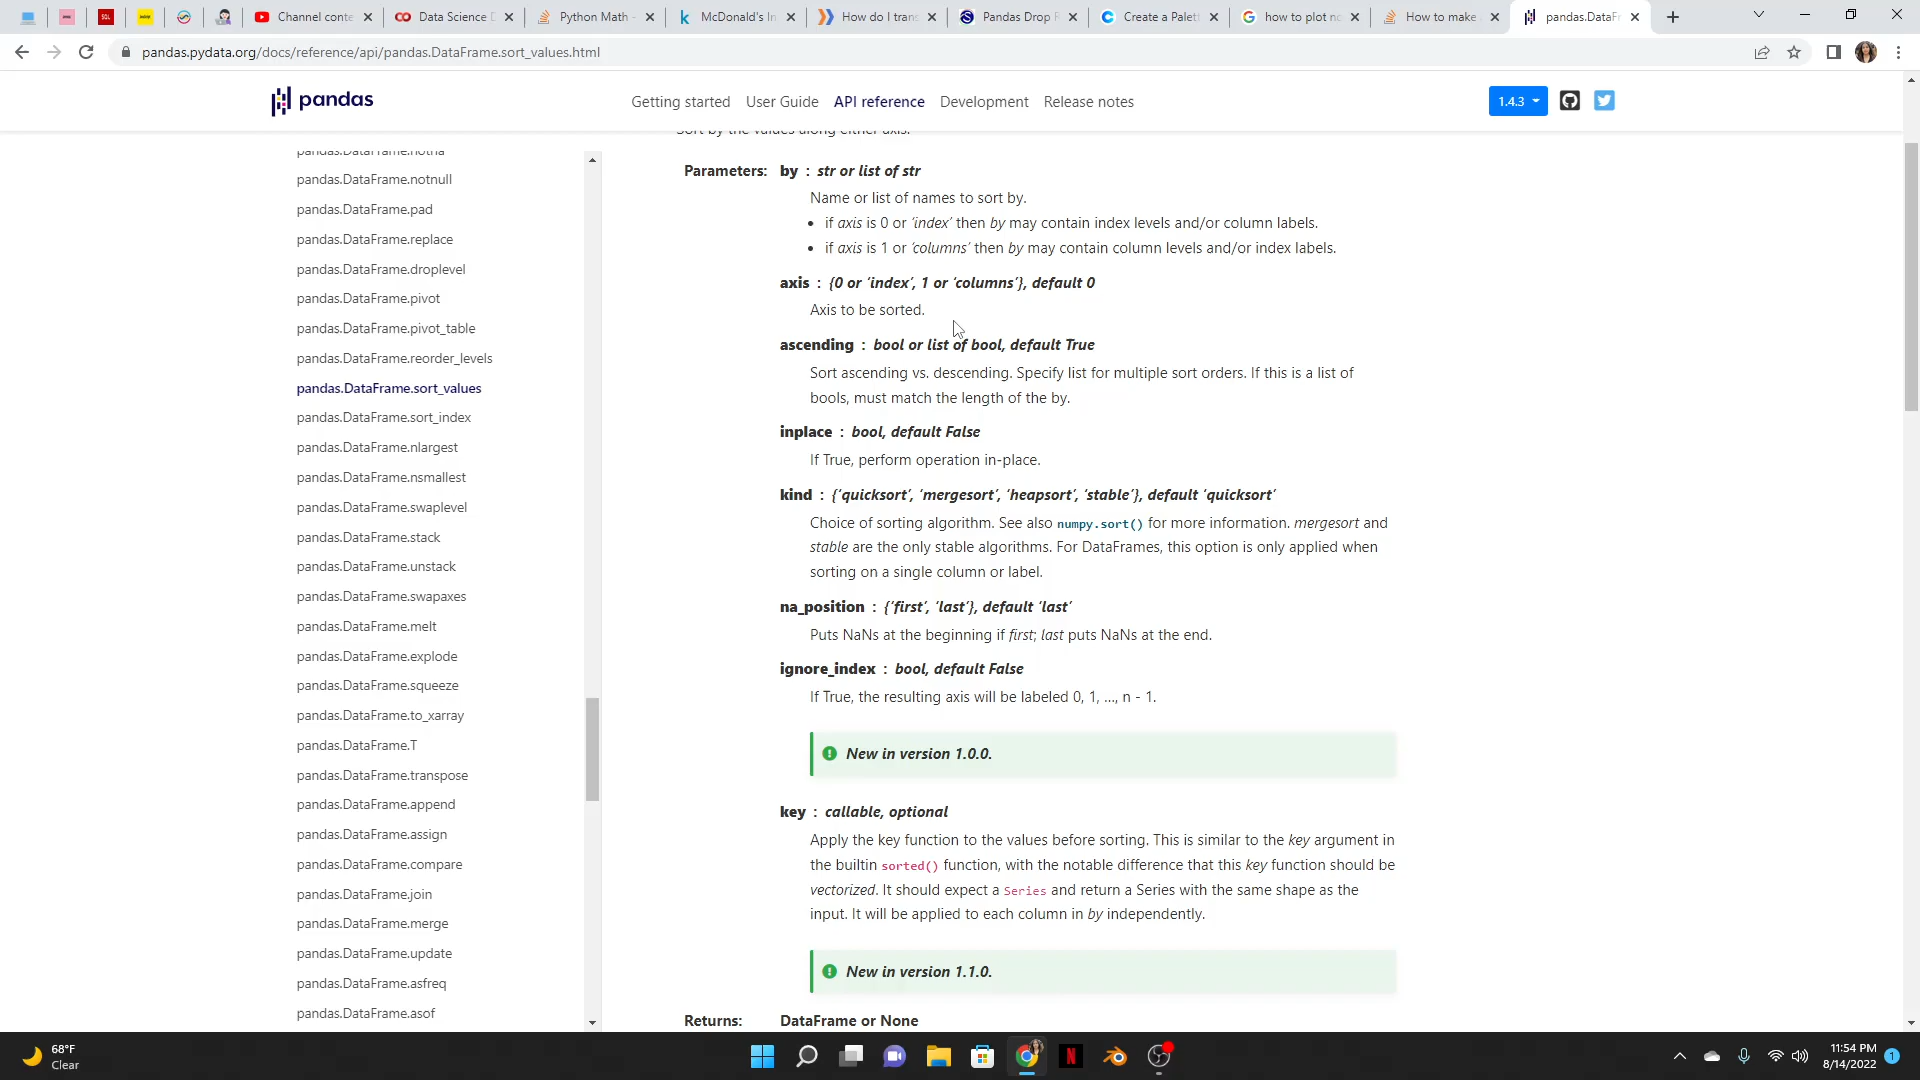 SQL
Channel conte
Data Science D
Python Math -
McDonald's In
How do I trans
Pandas Drop R
Create a Palett
how to plot no
How to make
pandas.DataFr
pandas.pydata.org/docs/reference/api/pandas.DataFrame.sort_values.html
pandas
Getting started
User Guide
API reference
Development
Release notes
1.4.3
Sort by the values along either axis.
pandas.DataFrame.notna
pandas.DataFrame.notnull
pandas.DataFrame.pad
pandas.DataFrame.replace
pandas.DataFrame.droplevel
pandas.DataFrame.pivot
pandas.DataFrame.pivot_table
pandas.DataFrame.reorder_levels
pandas.DataFrame.sort_values
pandas.DataFrame.sort_index
pandas.DataFrame.nlargest
pandas.DataFrame.nsmallest
pandas.DataFrame.swaplevel
pandas.DataFrame.stack
pandas.DataFrame.unstack
pandas.DataFrame.swapaxes
pandas.DataFrame.melt
pandas.DataFrame.explode
pandas.DataFrame.squeeze
pandas.DataFrame.to_xarray
pandas.DataFrame.T
pandas.DataFrame.transpose
pandas.DataFrame.append
pandas.DataFrame.assign
pandas.DataFrame.compare
pandas.DataFrame.join
pandas.DataFrame.merge
pandas.DataFrame.update
pandas.DataFrame.asfreq
pandas.DataFrame.asof
Parameters: by : str or list of str
Name or list of names to sort by.
• if axis is 0 or ‘index’ then by may contain index levels and/or column labels.
• if axis is 1 or ‘columns’ then by may contain column levels and/or index labels.
axis : {0 or ‘index’, 1 or ‘columns’}, default 0
Axis to be sorted.
ascending : bool or list of bool, default True
Sort ascending vs. descending. Specify list for multiple sort orders. If this is a list of
bools, must match the length of the by.
inplace : bool, default False
If True, perform operation in-place.
kind : {‘quicksort’, ‘mergesort’, ‘heapsort’, ‘stable’}, default ‘quicksort’
Choice of sorting algorithm. See also numpy.sort() for more information. mergesort and
stable are the only stable algorithms. For DataFrames, this option is only applied when
sorting on a single column or label.
na_position : {‘first’, ‘last’}, default ‘last’
Puts NaNs at the beginning if first; last puts NaNs at the end.
ignore_index : bool, default False
If True, the resulting axis will be labeled 0, 1, …, n - 1.
New in version 1.0.0.
key : callable, optional
Apply the key function to the values before sorting. This is similar to the key argument in
the builtin sorted() function, with the notable difference that this key function should be
vectorized. It should expect a Series and return a Series with the same shape as the
input. It will be applied to each column in by independently.
New in version 1.1.0.
Returns: DataFrame or None
68°F
Clear
11:54 PM
8/14/2022
1